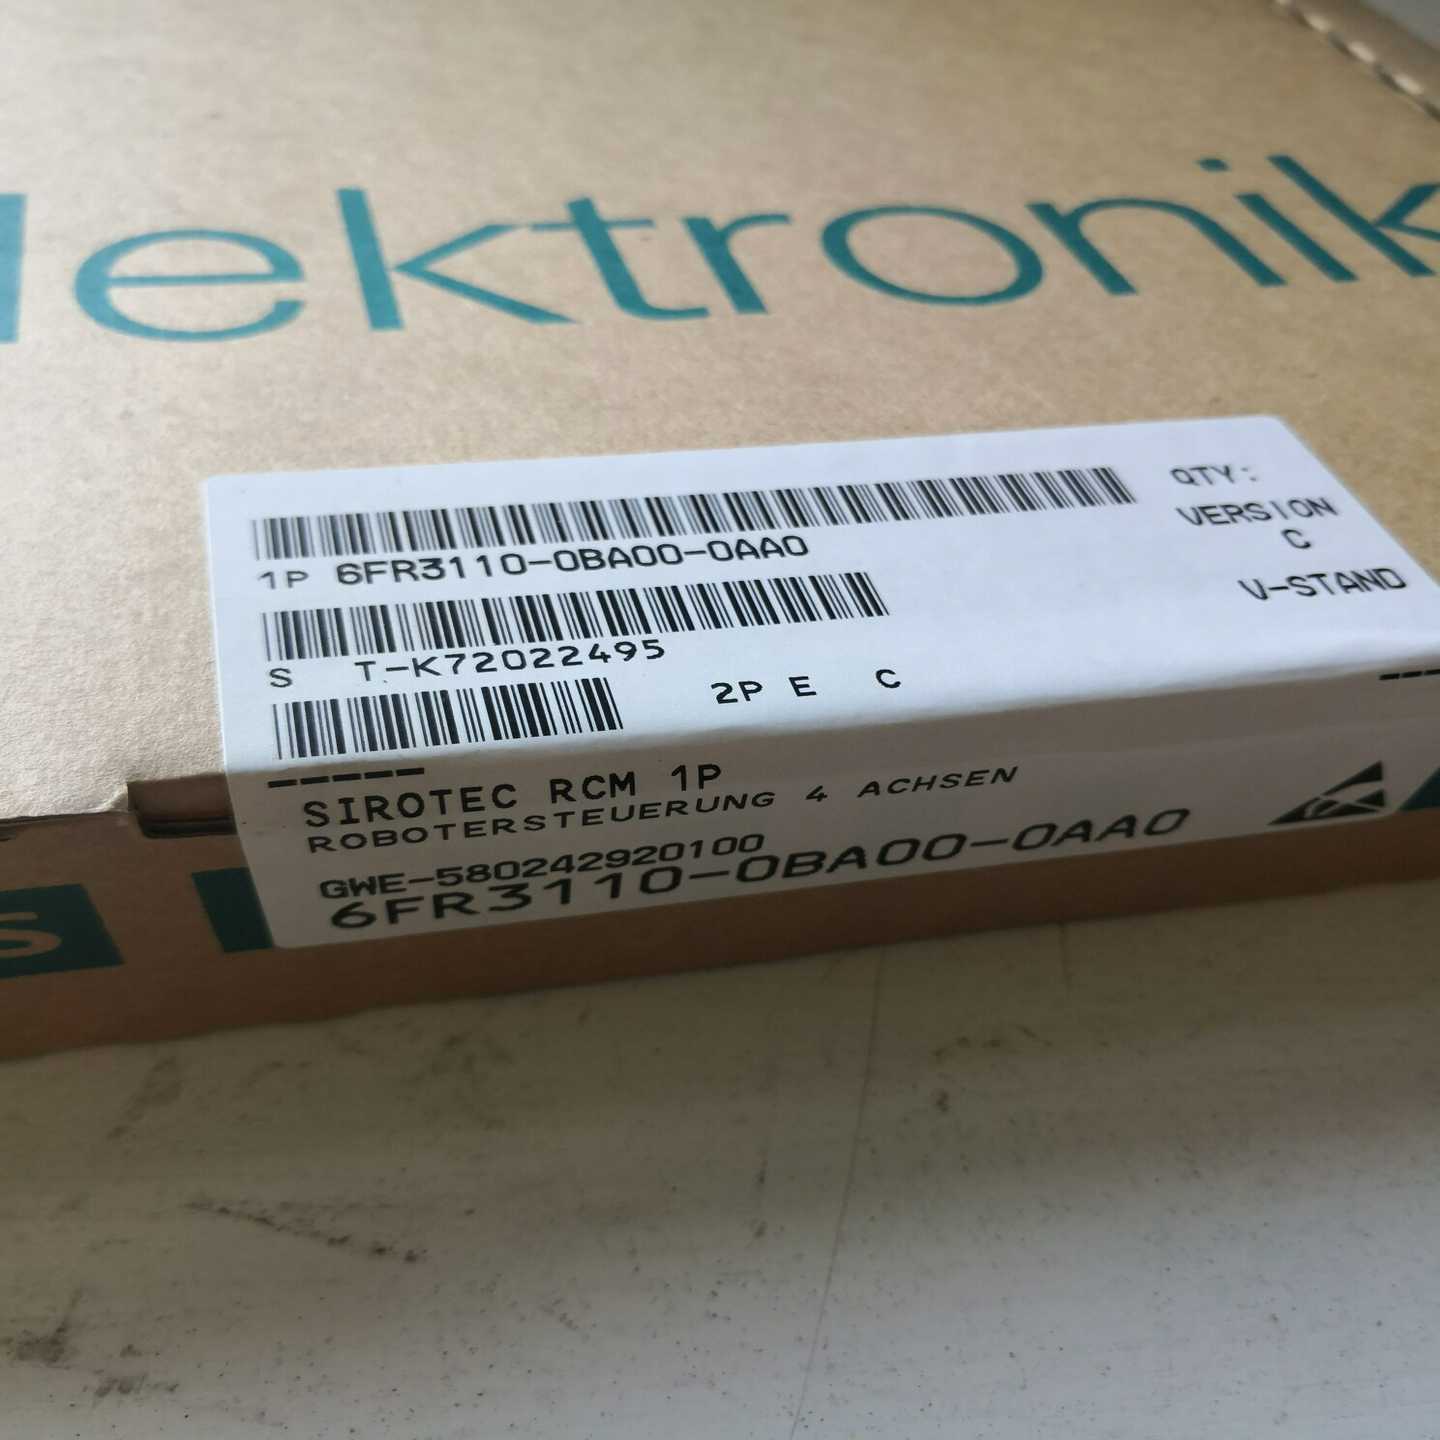 lektronik
QTY:
1P 6FR3110-0BA00-0AA0
VERSION
C
S T-K72022495
V-STAND
2P E C
-----
---
SIROTEC RCM 1P
ROBOTERSTEUERUNG 4 ACHSEN
GWE-580242920100
6FR3110-0BA00-0AA0
S